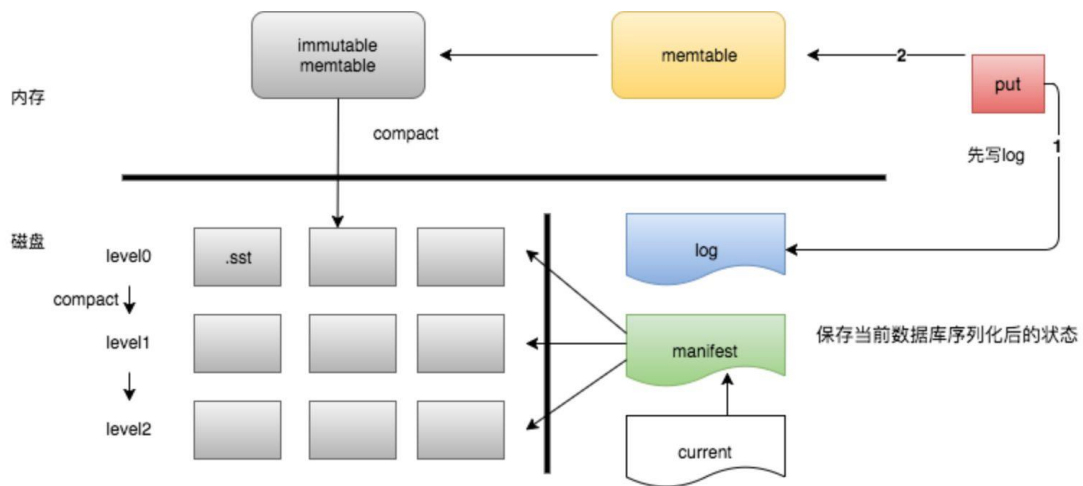 immutable
memtable
memtable
2
put
内存
compact
先写log
1
磁盘
level0
.sst
log
compact
level1
manifest
保存当前数据库序列化后的状态
level2
current